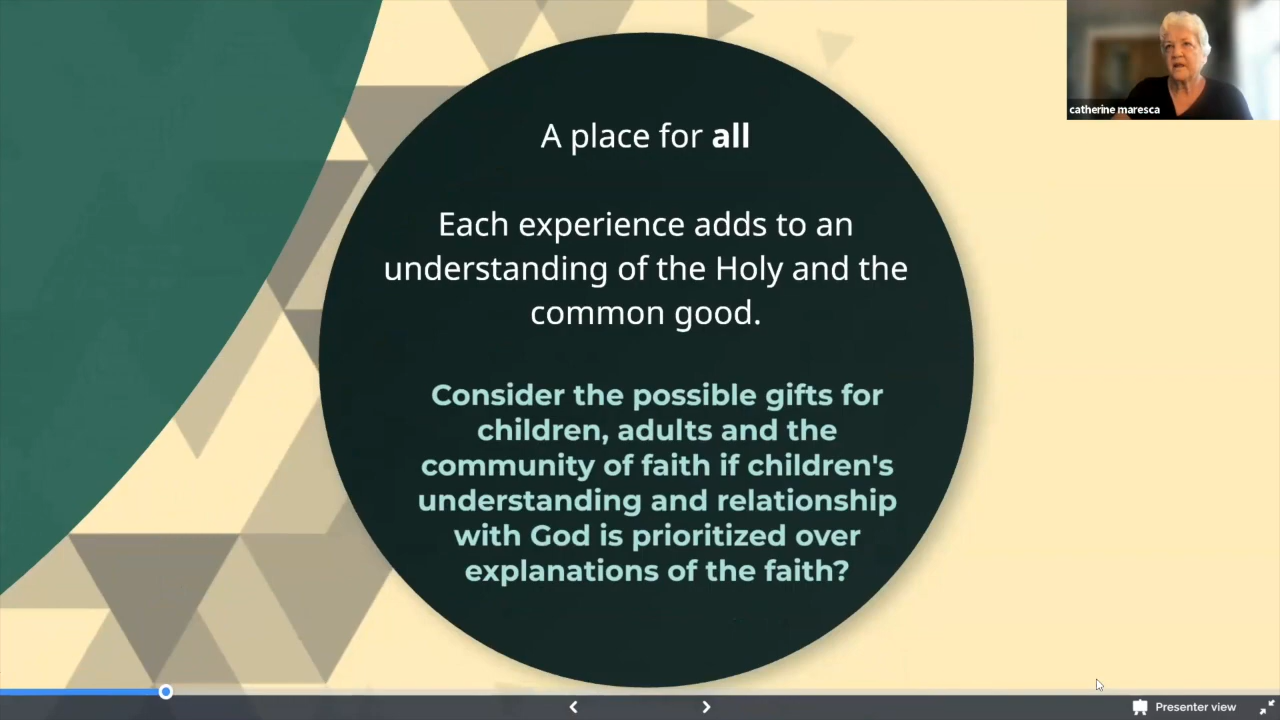 catherine maresca
A place for all
Each experience adds to an
understanding of the Holy and the
common good.
Consider the possible gifts for
children, adults and the
community of faith if children's
understanding and relationship
with God is prioritized over
explanations of the faith?
Presenter view